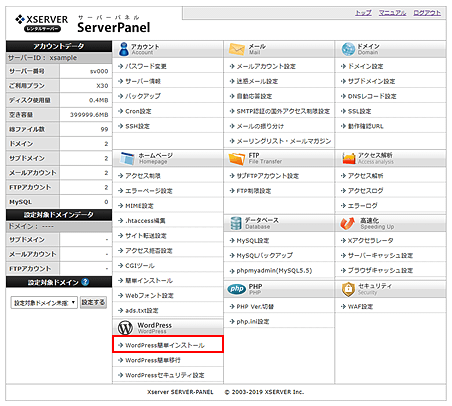 XSERVER レンタルサーバー
サーバーパネル
ServerPanel
トップ マニュアル ログアウト
アカウントデータ
サーバーID： xsample
サーバー番号 sv000
ご利用プラン X30
ディスク使用量 0.4MB
空き容量 399999.6MB
総ファイル数 99
ドメイン 2
サブドメイン 2
メールアカウント 2
FTPアカウント 2
MySQL 0
設定対象ドメインデータ
ドメイン： ----
サブドメイン -
メールアカウント -
FTPアカウント -
設定対象ドメイン ?
設定対象ドメイン未指定 設定する
アカウント
Account
パスワード変更
サーバー情報
バックアップ
Cron設定
SSH設定
ホームページ
Homepage
アクセス制限
エラーページ設定
MIME設定
.htaccess編集
サイト転送設定
アクセス拒否設定
CGIツール
簡単インストール
Webフォント設定
ads.txt設定
WordPress
WordPress
WordPress簡単インストール
WordPress簡単移行
WordPressセキュリティ設定
メール
Mail
メールアカウント設定
迷惑メール設定
自動応答設定
SMTP認証の国外アクセス制限設定
メールの振り分け
メーリングリスト・メールマガジン
FTP
File Transfer
サブFTPアカウント設定
FTP制限設定
データベース
Database
MySQL設定
MySQLバックアップ
phpmyadmin(MySQL5.5)
php
PHP
PHP
PHP Ver.切替
php.ini設定
ドメイン
Domain
ドメイン設定
サブドメイン設定
DNSレコード設定
SSL設定
動作確認URL
アクセス解析
Access analysis
アクセス解析
アクセスログ
エラーログ
高速化
Speeding Up
Xアクセラレータ
サーバーキャッシュ設定
ブラウザキャッシュ設定
セキュリティ
Security
WAF設定
Xserver SERVER-PANEL © 2003-2019 XSERVER Inc.